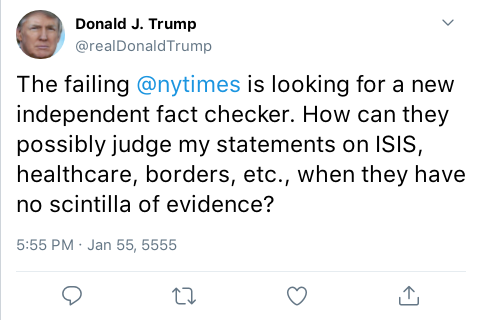 Donald J. Trump
@realDonaldTrump
The failing @nytimes is looking for a new
independent fact checker. How can they
possibly judge my statements on ISIS,
healthcare, borders, etc., when they have
no scintilla of evidence?
5:55 PM · Jan 55, 5555